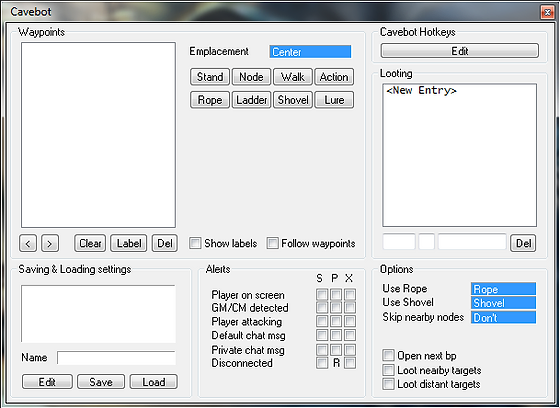 Cavebot
Waypoints
Emplacement Center
Stand Node Walk Action
Rope Ladder Shovel Lure
< > Clear Label Del
Show labels Follow waypoints
Cavebot Hotkeys
Edit
Looting
<New Entry>
Del
Saving & Loading settings
Name
Edit Save Load
Alerts
S P X
Player on screen
GM/CM detected
Player attacking
Default chat msg
Private chat msg
Disconnected R
Options
Use Rope Rope
Use Shovel Shovel
Skip nearby nodes Don't
Open next bp
Loot nearby targets
Loot distant targets